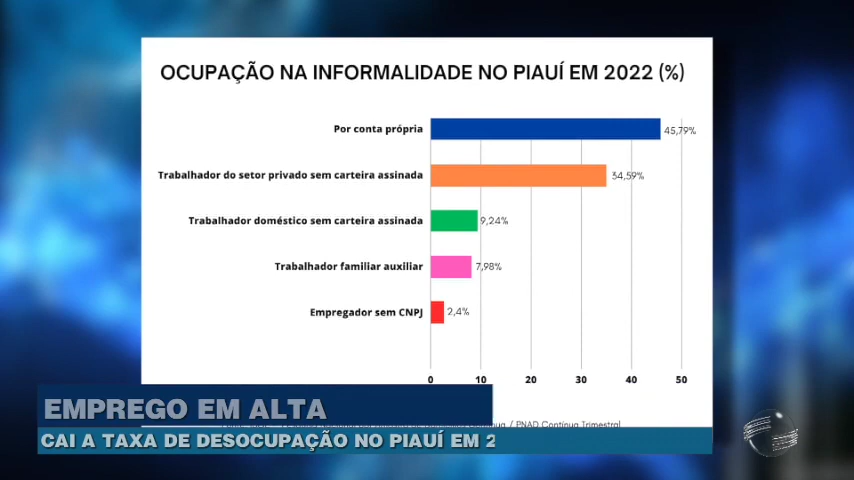 OCUPAÇÃO NA INFORMALIDADE NO PIAUÍ EM 2022 (%)
Por conta própria
45,79%
Trabalhador do setor privado sem carteira assinada
34,59%
Trabalhador doméstico sem carteira assinada
9,24%
Trabalhador familiar auxiliar
7,98%
Empregador sem CNPJ
2,4%
0 10 20 30 40 50
/ PNAD Contínua Trimestral
EMPREGO EM ALTA
CAI A TAXA DE DESOCUPAÇÃO NO PIAUÍ EM 2